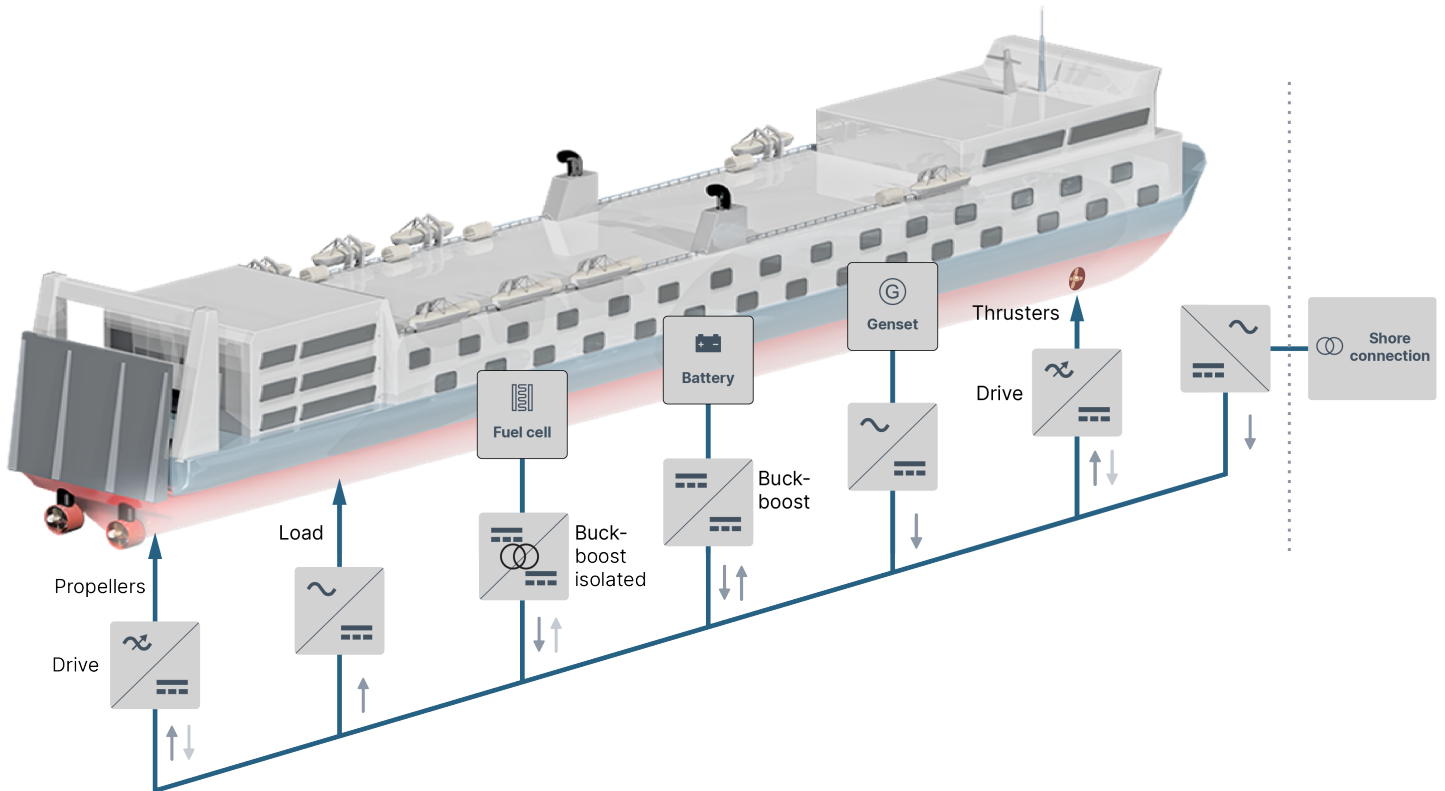 G
Genset
Thrusters
Shore
connection
Battery
Drive
Fuel cell
Buck-
boost
Load
Buck-
boost
isolated
Propellers
Drive